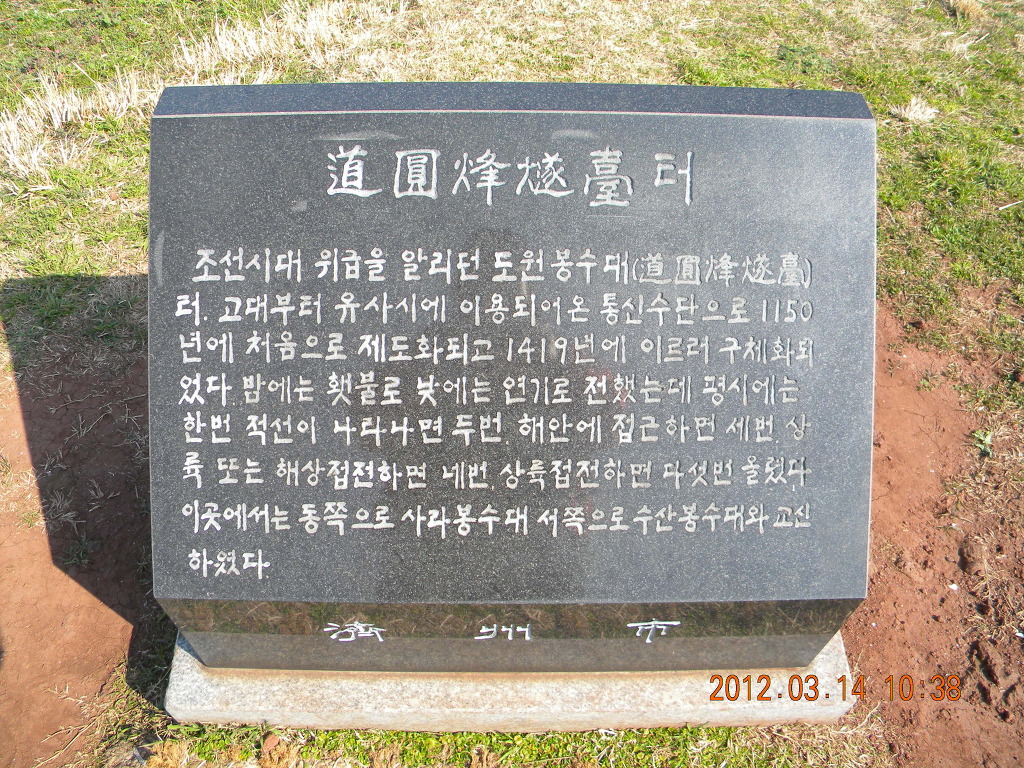 道圓烽燧臺 터
조선시대 위급을 알리던 도원봉수대(道圓烽燧臺)
터. 고대부터 유사시에 이용되어온 통신수단으로 1150
년에 처음으로 제도화되고 1419년에 이르러 구체화되
었다. 밤에는 횃불로 낮에는 연기로 전했는데 평시에는
한번 적선이 나타나면 두번, 해안에 접근하면 세번, 상
륙 또는 해상접전하면 네번, 상륙접전하면 다섯번 올렸다
이곳에서는 동쪽으로 사라봉수대 서쪽으로 수산봉수대와 교신
하였다.
濟州市
2012.03.14 10:38